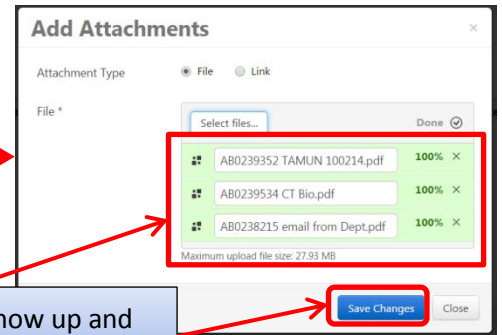 Add Attachments ×
Attachment Type File Link
File *
Select files... Done
AB0239352 TAMUN 100214.pdf 100% ×
AB0239534 CT Bio.pdf 100% ×
AB0238215 email from Dept.pdf 100% ×
Maximum upload file size: 27.93 MB
Save Changes Close
up and